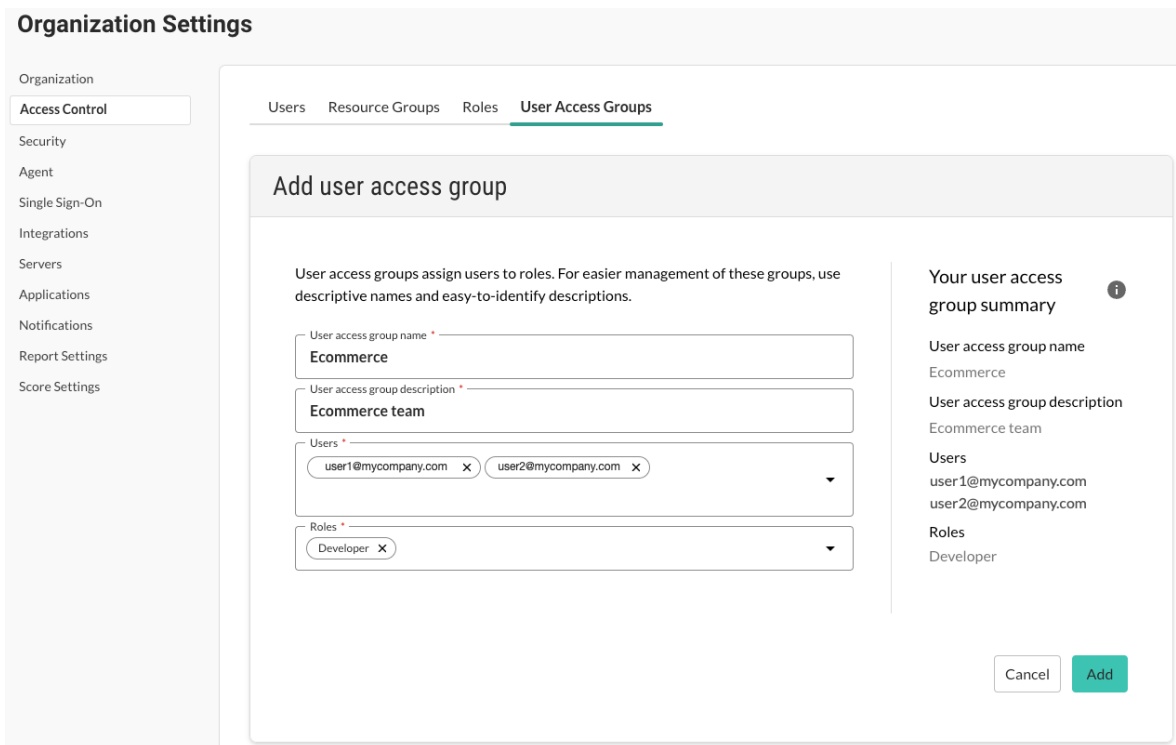 Organization Settings
Organization
Access Control
Security
Agent
Single Sign-On
Integrations
Servers
Applications
Notifications
Report Settings
Score Settings
Users Resource Groups Roles User Access Groups
Add user access group
User access groups assign users to roles. For easier management of these groups, use
descriptive names and easy-to-identify descriptions.
User access group name *
Ecommerce
User access group description *
Ecommerce team
Users *
user1@mycompany.com user2@mycompany.com
Roles *
Developer
Your user access
group summary
User access group name
Ecommerce
User access group description
Ecommerce team
Users
user1@mycompany.com
user2@mycompany.com
Roles
Developer
Cancel Add